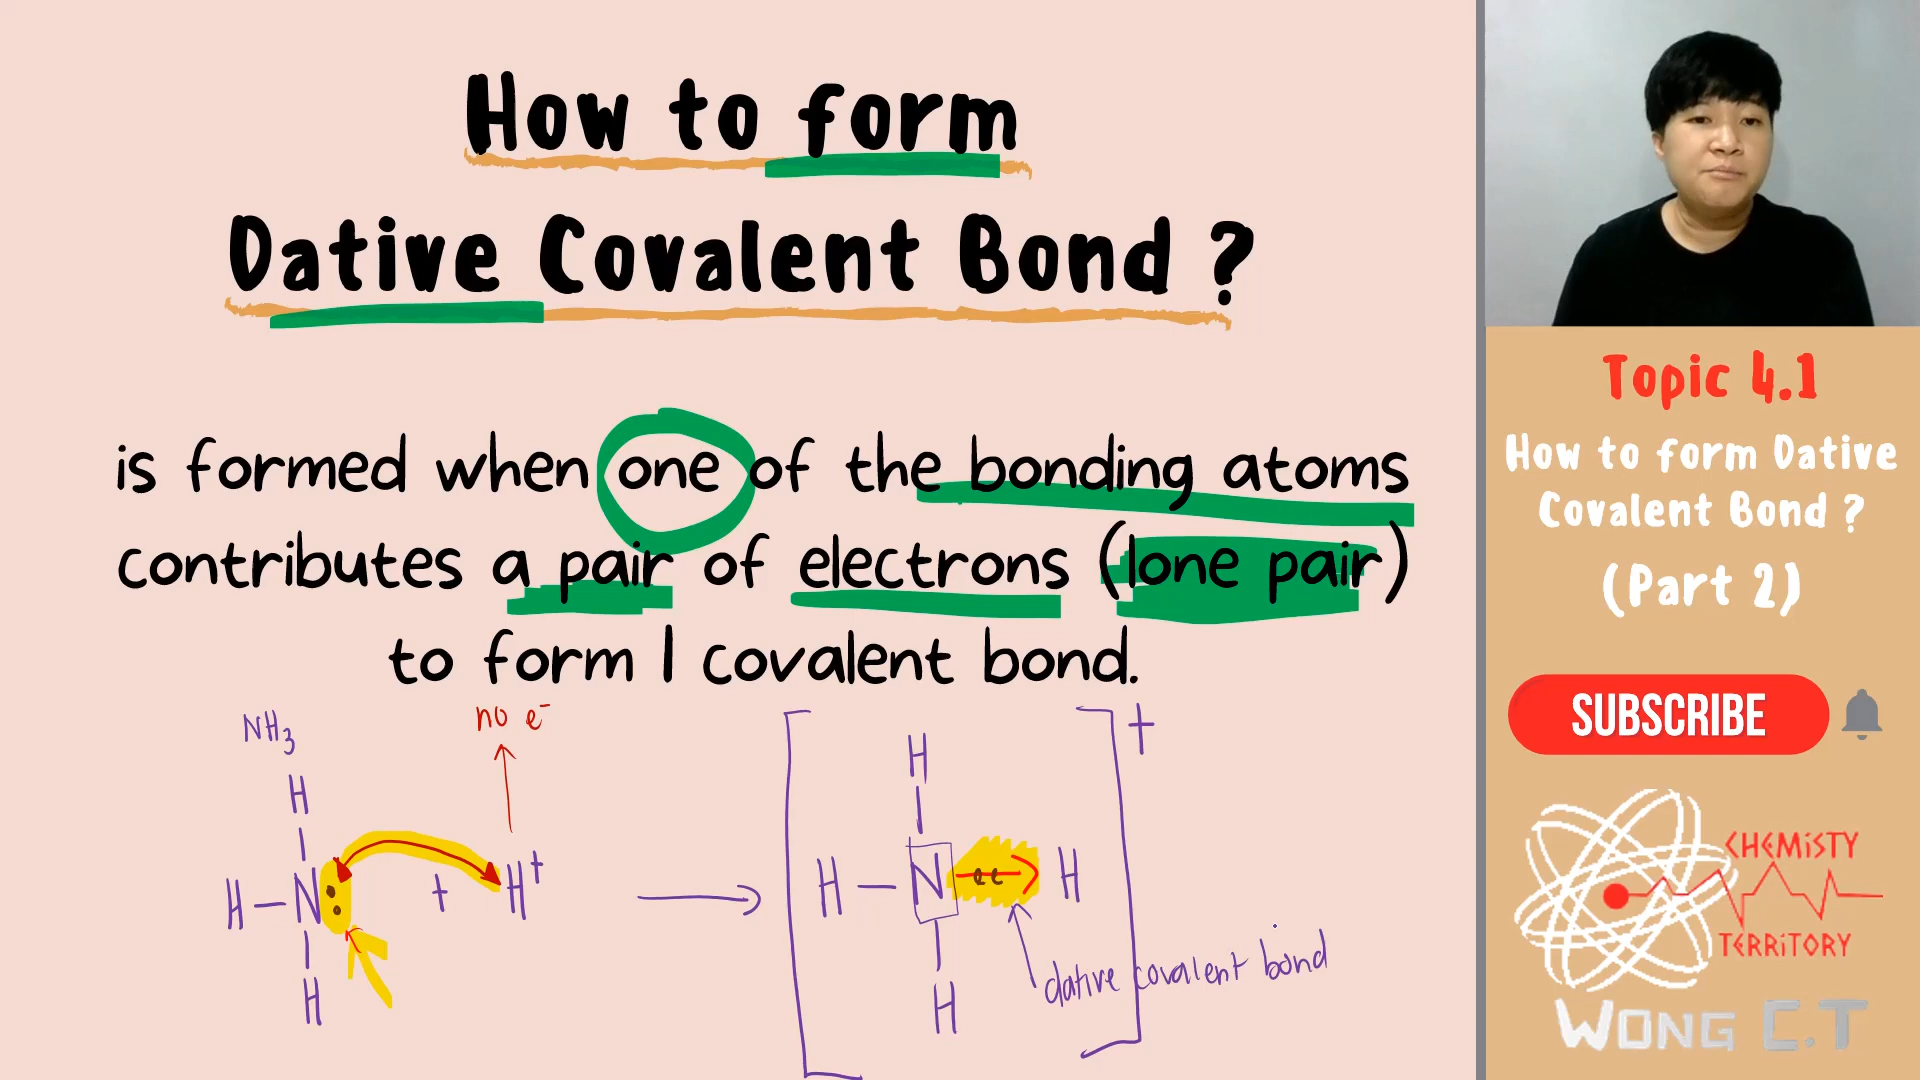 How to form
Dative Covalent Bond ?
is formed when one of the bonding atoms
contributes a pair of electrons (lone pair)
to form 1 covalent bond.
NH3
H
H – N : + H+
H
no e-
[
H
H – N ee H
H
] +
dative covalent bond
Topic 4.1
How to form Dative
Covalent Bond ?
(Part 2)
SUBSCRIBE
CHEMiSTY
TERRiTORY
WONG C.T